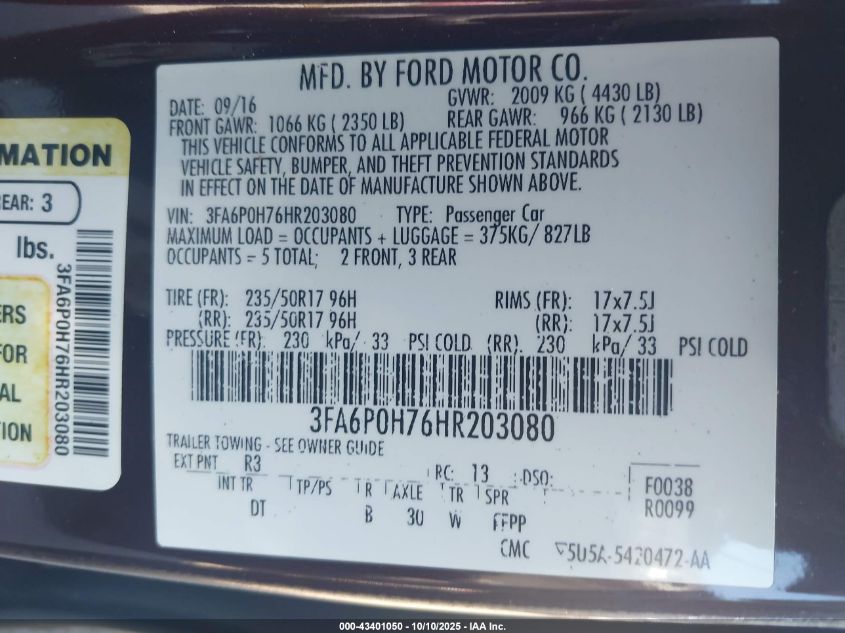 MFD. BY FORD MOTOR CO.
DATE: 09/16 GVWR: 2009 KG ( 4430 LB)
FRONT GAWR: 1066 KG ( 2350 LB) REAR GAWR: 966 KG ( 2130 LB)
THIS VEHICLE CONFORMS TO ALL APPLICABLE FEDERAL MOTOR
VEHICLE SAFETY, BUMPER, AND THEFT PREVENTION STANDARDS
IN EFFECT ON THE DATE OF MANUFACTURE SHOWN ABOVE.
VIN: 3FA6P0H76HR203080 TYPE: Passenger Car
MAXIMUM LOAD = OCCUPANTS + LUGGAGE = 375KG/ 827LB
OCCUPANTS = 5 TOTAL; 2 FRONT, 3 REAR
TIRE (FR): 235/50R17 96H RIMS (FR): 17x7.5J
(RR): 235/50R17 96H (RR): 17x7.5J
PRESSURE (FR): 230 kPa/ 33 PSI COLD (RR). 230 kPa/ 33 PSI COLD
3FA6P0H76HR203080
TRAILER TOWING - SEE OWNER GUIDE
EXT PNT R3 RC: 13 DSO:
INT TR TP/PS R AXLE TR SPR
DT B 30 W FFPP
F0038
R0099
CMC 5U5A-5420472-AA
MATION
EAR: 3
lbs.
ERS
FOR
AL
TION
3FA6P0H76HR203080
000-43401050 - 10/10/2025 - IAA Inc.